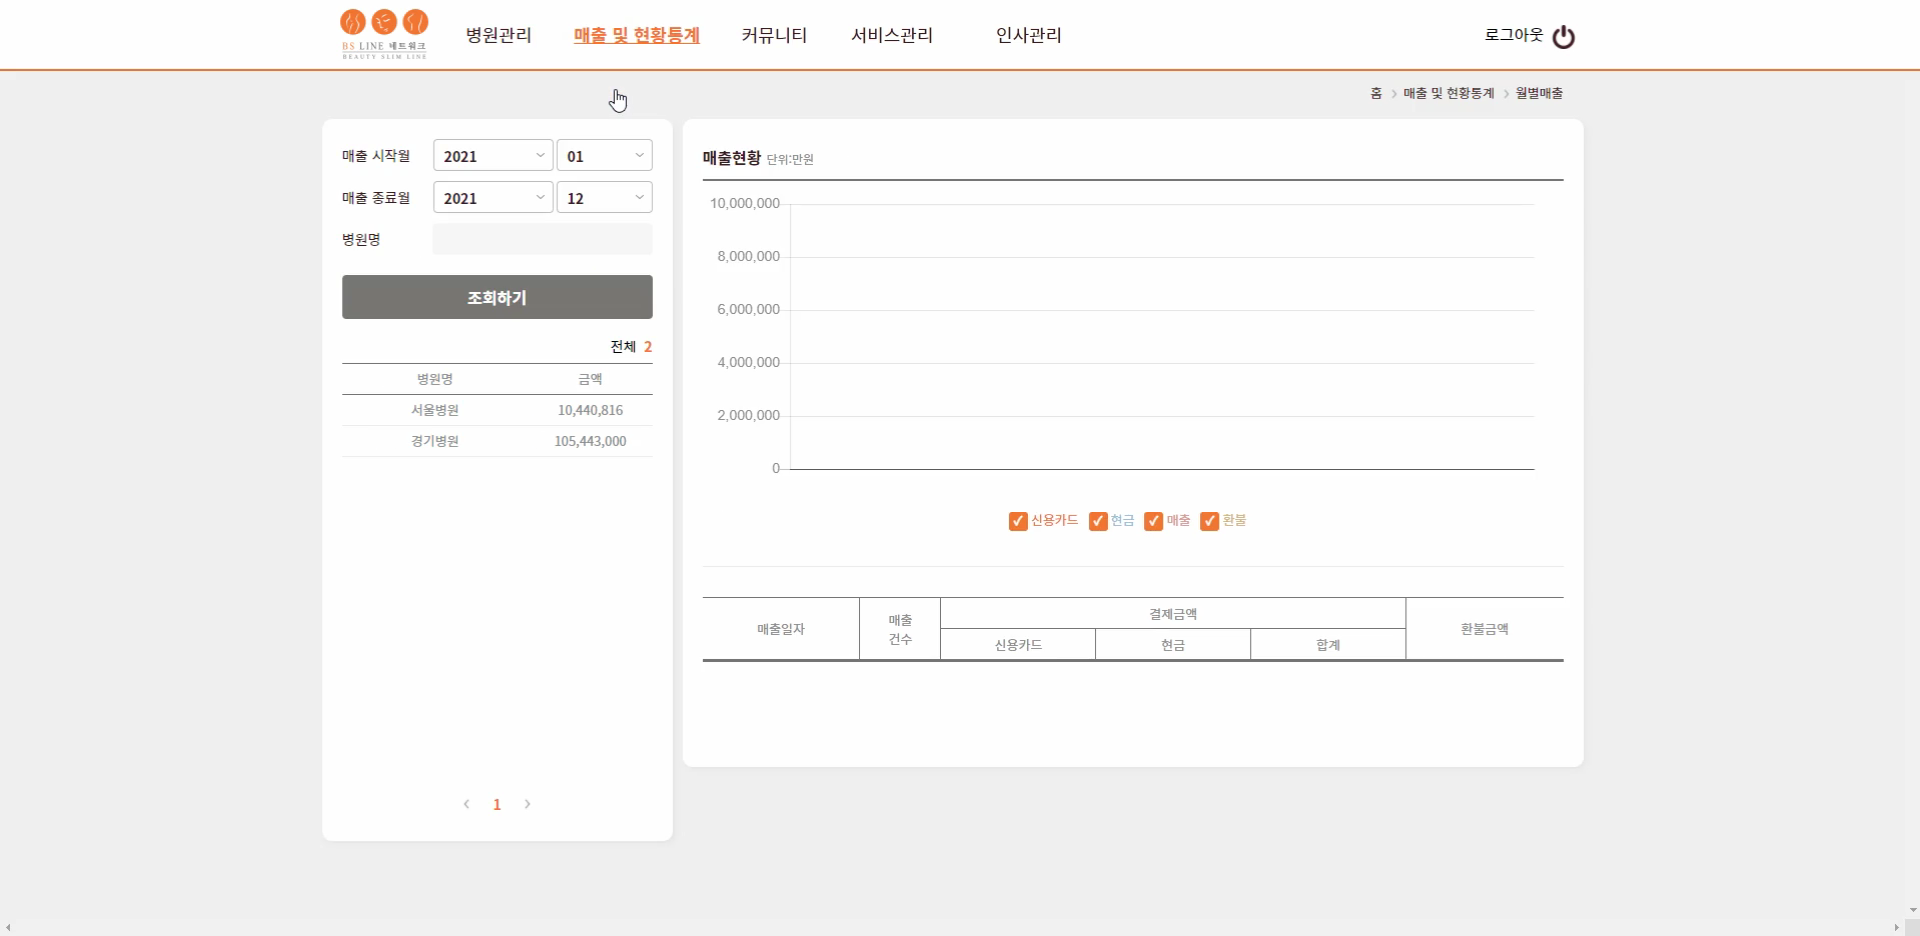 BS LINE 네트워크
BEAUTY SLIM LINE
병원관리
매출 및 현황통계
커뮤니티
서비스관리
인사관리
로그아웃
홈 > 매출 및 현황통계 > 월별매출
매출 시작월 2021 01
매출 종료월 2021 12
병원명
조회하기
전체 2
병원명 금액
서울병원 10,440,816
경기병원 105,443,000
1
매출현황 단위:만원
10,000,000
8,000,000
6,000,000
4,000,000
2,000,000
0
신용카드 현금 매출 환불
매출일자
매출
건수
결제금액
신용카드 현금 합계
환불금액